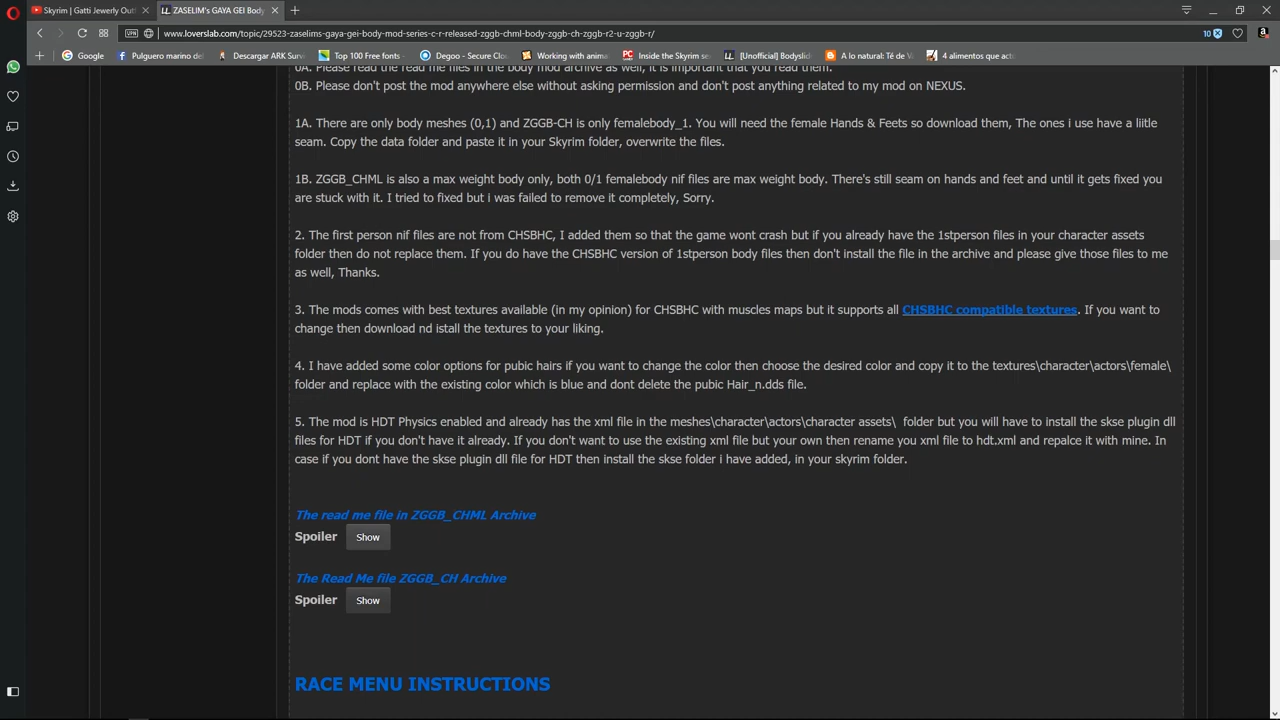 Skyrim | Gatti Jewerly Outf
ZASELIM's GAYA GEI Body
www.loverslab.com/topic/29523-zaselims-gaya-gei-body-mod-series-c-r-released-zggb-chml-body-zggb-ch-zggb-r2-u-zggb-r/
VPN
10
Google
Pulguero marino del
Descargar ARK Surviv
Top 100 Free fonts
Degoo - Secure Clou
Working with anima
Inside the Skyrim se
[Unofficial] Bodyslid
A lo natural: Té de Va
4 alimentos que act
0A. Please read the read me files in the body mod archive as well, it is important that you read them.
0B. Please don't post the mod anywhere else without asking permission and don't post anything related to my mod on NEXUS.
1A. There are only body meshes (0,1) and ZGGB-CH is only femalebody_1. You will need the female Hands & Feets so download them, The ones i use have a liitle
seam. Copy the data folder and paste it in your Skyrim folder, overwrite the files.
1B. ZGGB_CHML is also a max weight body only, both 0/1 femalebody nif files are max weight body. There's still seam on hands and feet and until it gets fixed you
are stuck with it. I tried to fixed but i was failed to remove it completely, Sorry.
2. The first person nif files are not from CHSBHC, I added them so that the game wont crash but if you already have the 1stperson files in your character assets
folder then do not replace them. If you do have the CHSBHC version of 1stperson body files then don't install the file in the archive and please give those files to me
as well, Thanks.
3. The mods comes with best textures available (in my opinion) for CHSBHC with muscles maps but it supports all CHSBHC compatible textures. If you want to
change then download nd istall the textures to your liking.
4. I have added some color options for pubic hairs if you want to change the color then choose the desired color and copy it to the textures\character\actors\female\
folder and replace with the existing color which is blue and dont delete the pubic Hair_n.dds file.
5. The mod is HDT Physics enabled and already has the xml file in the meshes\character\actors\character assets\ folder but you will have to install the skse plugin dll
files for HDT if you don't have it already. If you don't want to use the existing xml file but your own then rename you xml file to hdt.xml and repalce it with mine. In
case if you dont have the skse plugin dll file for HDT then install the skse folder i have added, in your skyrim folder.
The read me file in ZGGB_CHML Archive
Spoiler Show
The Read Me file ZGGB_CH Archive
Spoiler Show
RACE MENU INSTRUCTIONS